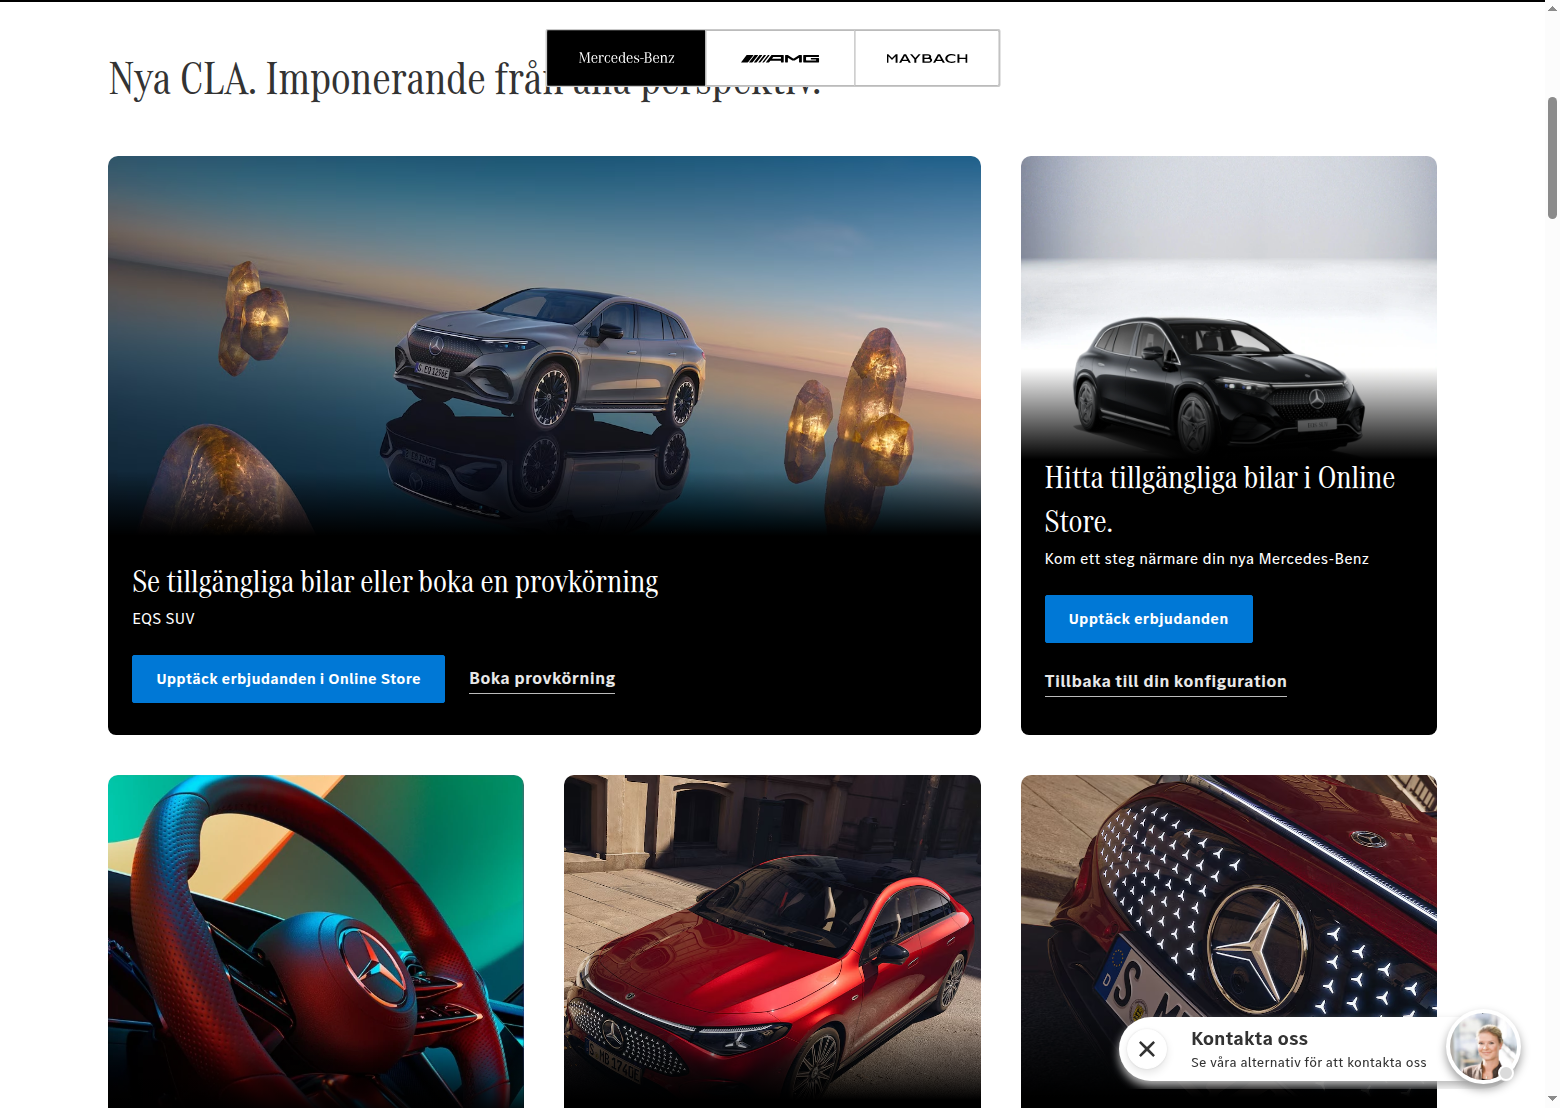 Mercedes-Benz
AMG
MAYBACH
Nya CLA. Imponerande från alla perspektiv.
Se tillgängliga bilar eller boka en provkörning
EQS SUV
Upptäck erbjudanden i Online Store
Boka provkörning
Hitta tillgängliga bilar i Online
Store.
Kom ett steg närmare din nya Mercedes-Benz
Upptäck erbjudanden
Tillbaka till din konfiguration
Kontakta oss
Se våra alternativ för att kontakta oss